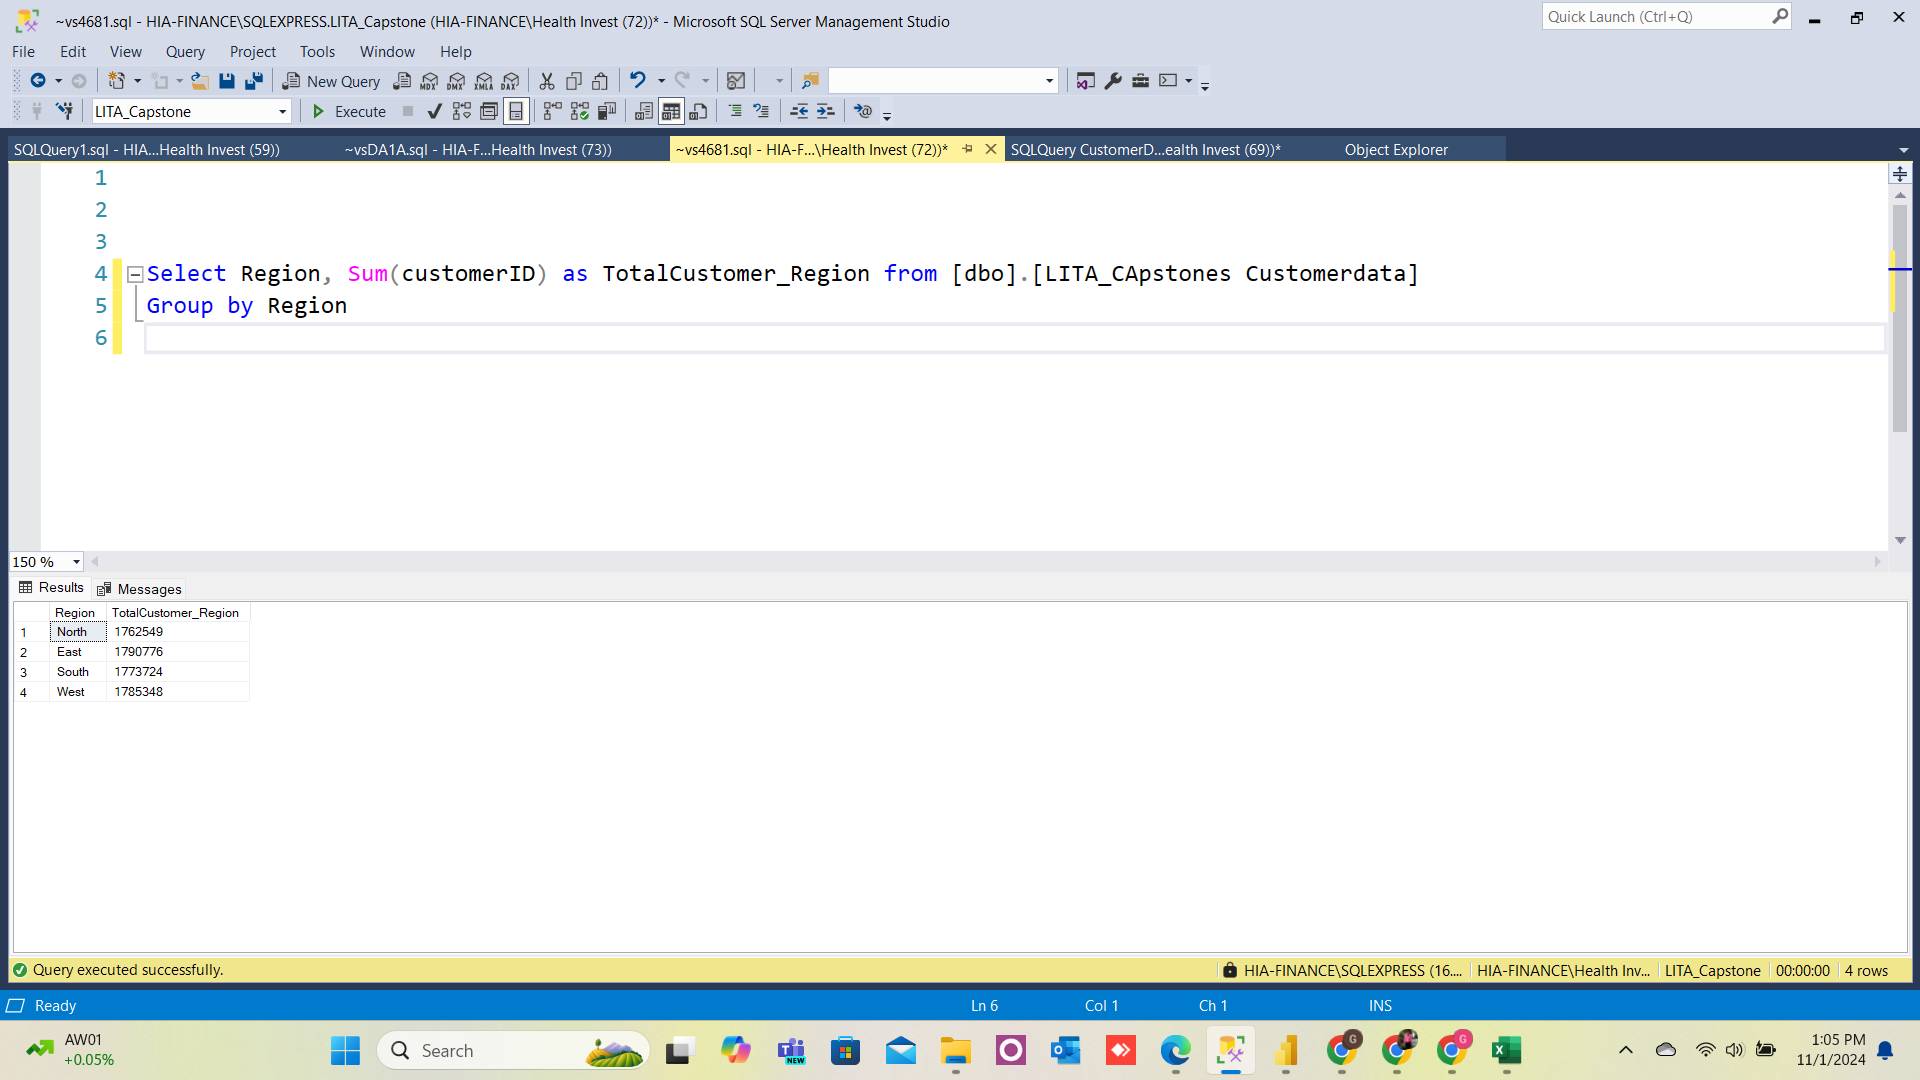 ~vs4681.sql - HIA-FINANCE\SQLEXPRESS.LITA_Capstone (HIA-FINANCE\Health Invest (72))* - Microsoft SQL Server Management Studio
Quick Launch (Ctrl+Q)
File Edit View Query Project Tools Window Help
New Query
MDX DMX XMLA DAX
LITA_Capstone
Execute
SQLQuery1.sql - HIA...Health Invest (59))
~vsDA1A.sql - HIA-F...Health Invest (73))
~vs4681.sql - HIA-F...\Health Invest (72))*
SQLQuery CustomerD...ealth Invest (69))*
Object Explorer
1
2
3
4 Select Region, Sum(customerID) as TotalCustomer_Region from [dbo].[LITA_CApstones Customerdata]
5 Group by Region
6
150 %
Results Messages
Region TotalCustomer_Region
1 North 1762549
2 East 1790776
3 South 1773724
4 West 1785348
Query executed successfully.
HIA-FINANCE\SQLEXPRESS (16.... HIA-FINANCE\Health Inv... LITA_Capstone 00:00:00 4 rows
Ready Ln 6 Col 1 Ch 1 INS
AW01
+0.05%
Search
NEW
G
G
1:05 PM
11/1/2024